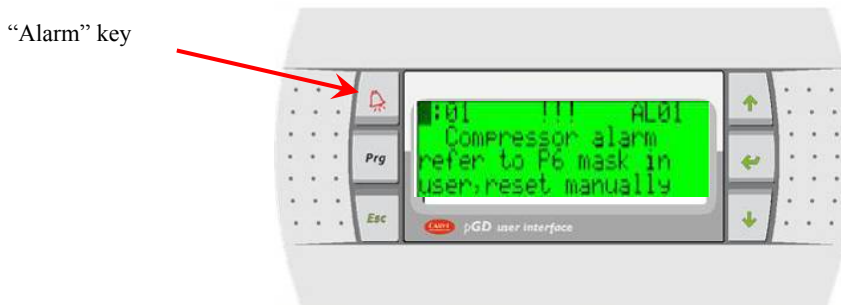 “Alarm” key
:01 !!! AL01
Compressor alarm
Prg
refer to P6 mask in
user,reset manually
Esc
CAREL
pGD user interface